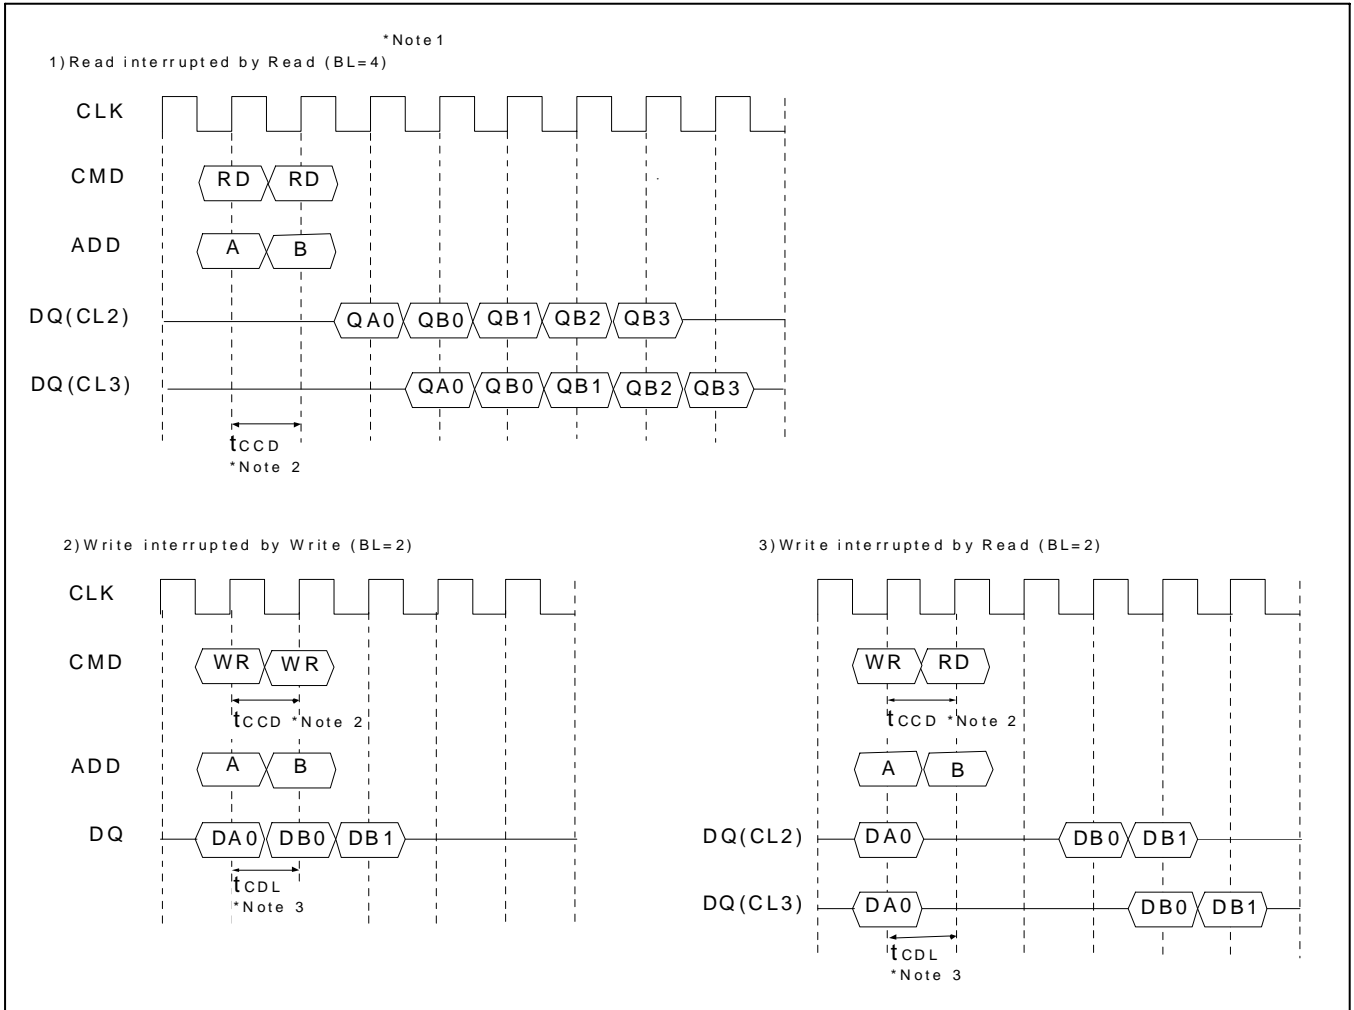 *Note1
1)Read interrupted by Read (BL=4)
CLK
CMD RD RD
ADD A B
DQ(CL2) QA0 QB0 QB1 QB2 QB3
DQ(CL3) QA0 QB0 QB1 QB2 QB3
tCCD
*Note 2
2)Write interrupted by Write (BL=2)
CLK
CMD WR WR
tCCD *Note 2
ADD A B
DQ DA0 DB0 DB1
tCDL
*Note 3
3)Write interrupted by Read (BL=2)
WR RD
tCCD *Note 2
A B
DQ(CL2) DA0 DB0 DB1
DQ(CL3) DA0 DB0 DB1
tCDL
*Note 3